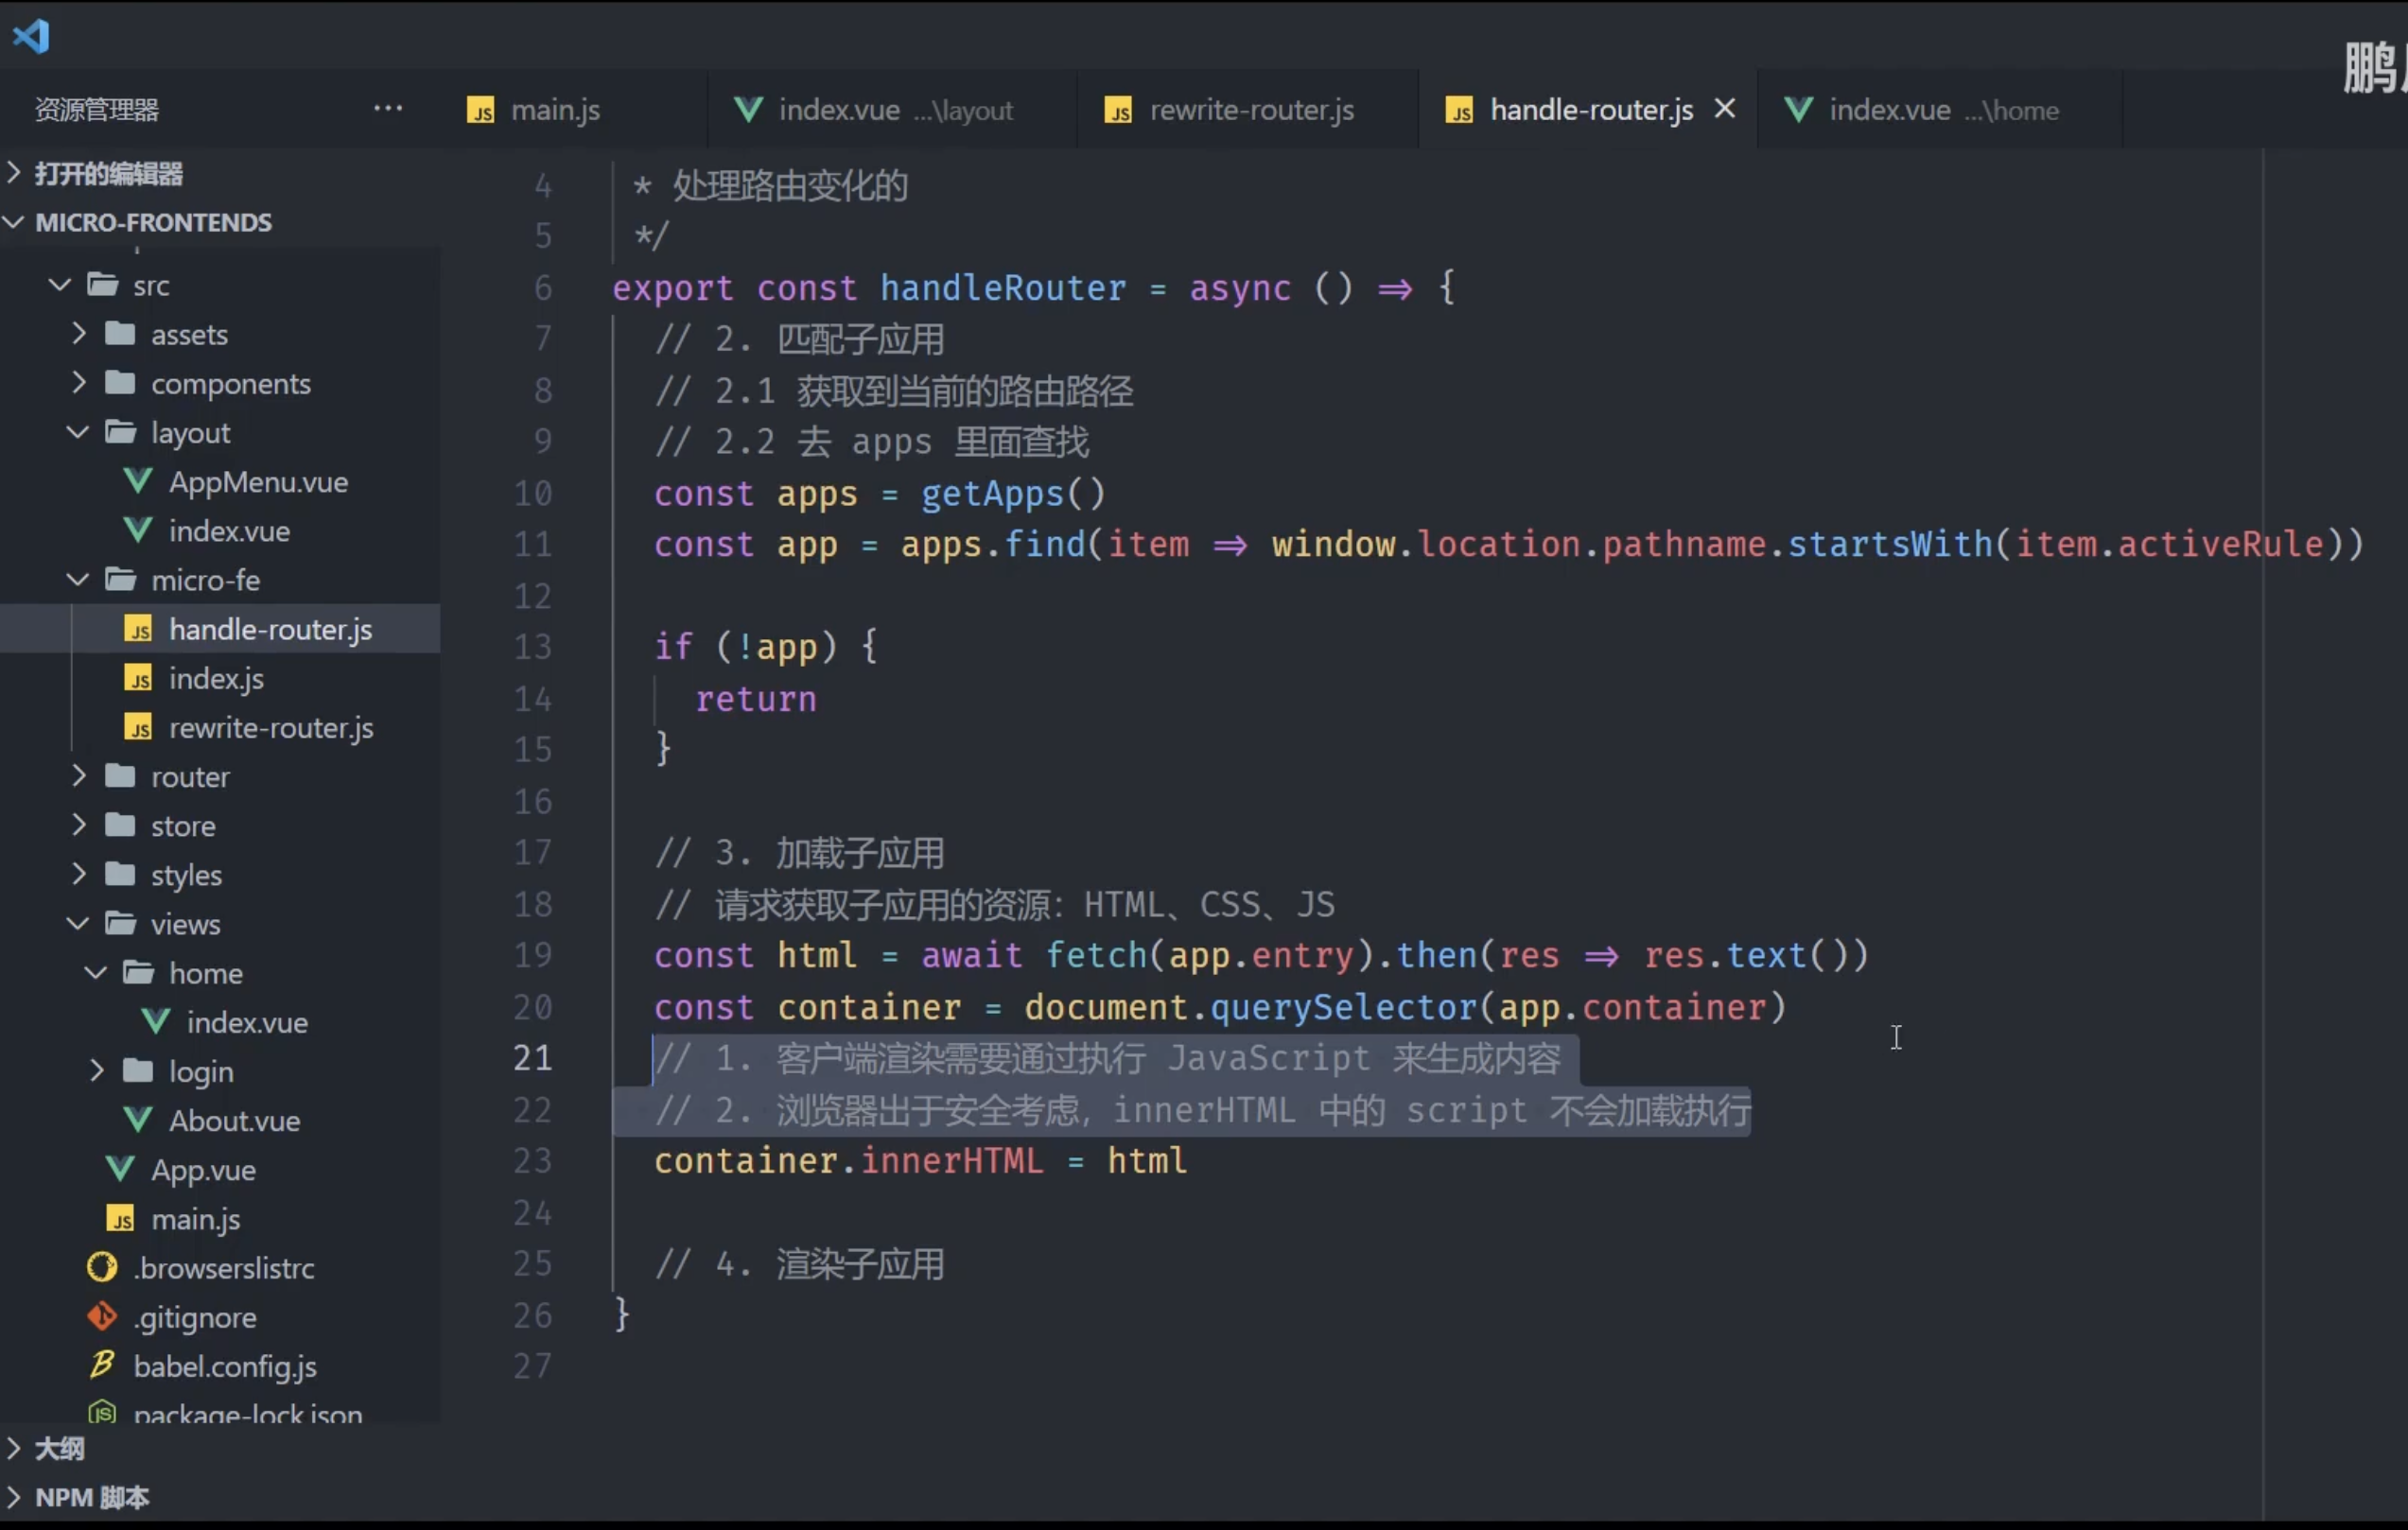 鹏
资源管理器
main.js
index.vue ...\layout
rewrite-router.js
handle-router.js
index.vue ...\home
打开的编辑器
MICRO-FRONTENDS
src
assets
components
layout
AppMenu.vue
index.vue
micro-fe
handle-router.js
index.js
rewrite-router.js
router
store
styles
views
home
index.vue
login
About.vue
App.vue
main.js
.browserslistrc
.gitignore
babel.config.js
package-lock.json
大纲
NPM 脚本
4 * 处理路由变化的
5 */
6 export const handleRouter = async () ⇒ {
7 // 2. 匹配子应用
8 // 2.1 获取到当前的路由路径
9 // 2.2 去 apps 里面查找
10 const apps = getApps()
11 const app = apps.find(item ⇒ window.location.pathname.startsWith(item.activeRule))
12
13 if (!app) {
14 return
15 }
16
17 // 3. 加载子应用
18 // 请求获取子应用的资源：HTML、CSS、JS
19 const html = await fetch(app.entry).then(res ⇒ res.text())
20 const container = document.querySelector(app.container)
21 // 1. 客户端渲染需要通过执行 JavaScript 来生成内容
22 // 2. 浏览器出于安全考虑，innerHTML 中的 script 不会加载执行
23 container.innerHTML = html
24
25 // 4. 渲染子应用
26 }
27